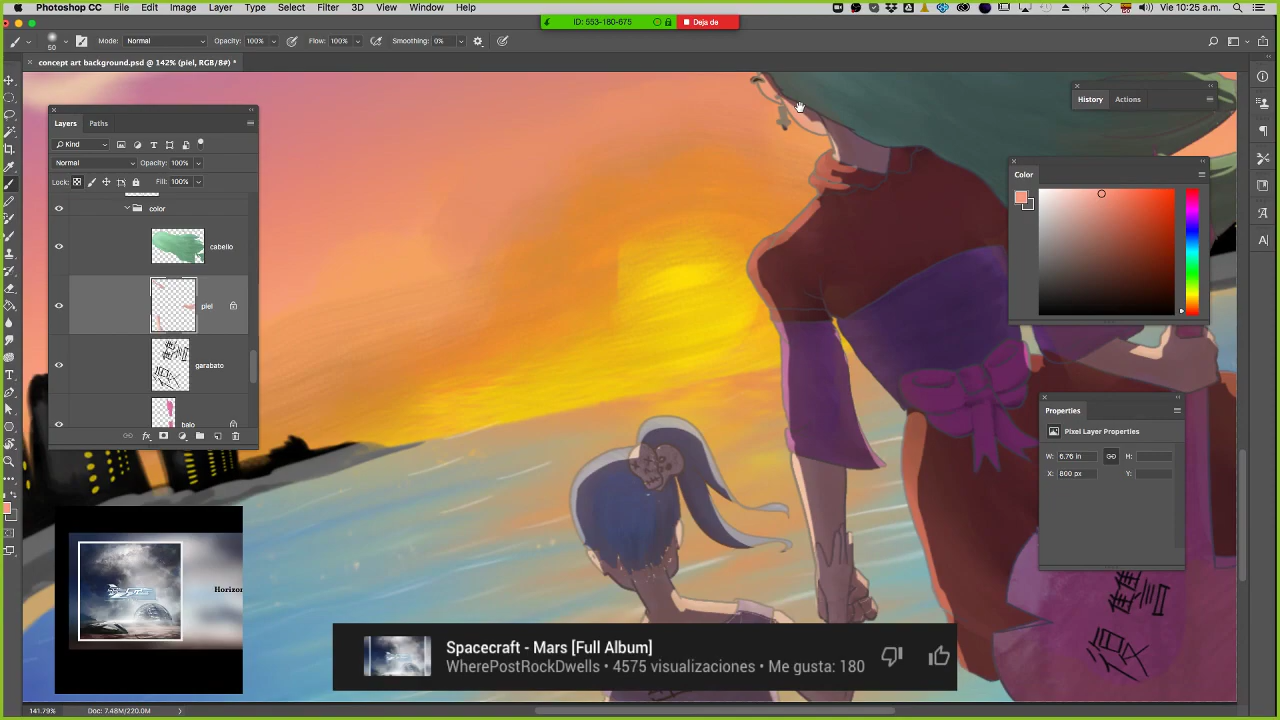 Photoshop CC File Edit Image Layer Type Select Filter 3D View Window Help
Vie 10:25 a.m.
ID: 553-180-675
Deja de
50
Mode: Normal
Opacity: 100%
Flow: 100%
Smoothing: 0%
concept art background.psd @ 142% (piel, RGB/8#) *
Layers Paths
Kind
Normal
Opacity: 100%
Lock:
Fill: 100%
color
cabello
piel
garabato
bajo
fx
History Actions
Color
Properties
Pixel Layer Properties
W: 6.76 in
H:
X: 800 px
Y:
Horizon
Spacecraft - Mars [Full Album]
WherePostRockDwells • 4575 visualizaciones • Me gusta: 180
141.79%
Doc: 7.48M/220.0M